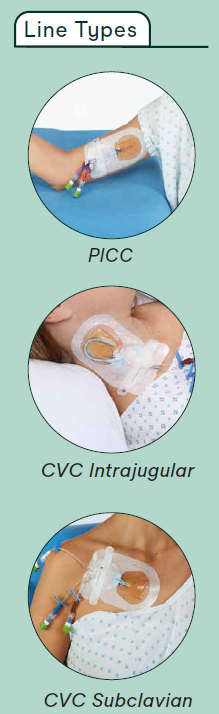 Line Types
PICC
CVC Intrajugular
CVC Subclavian